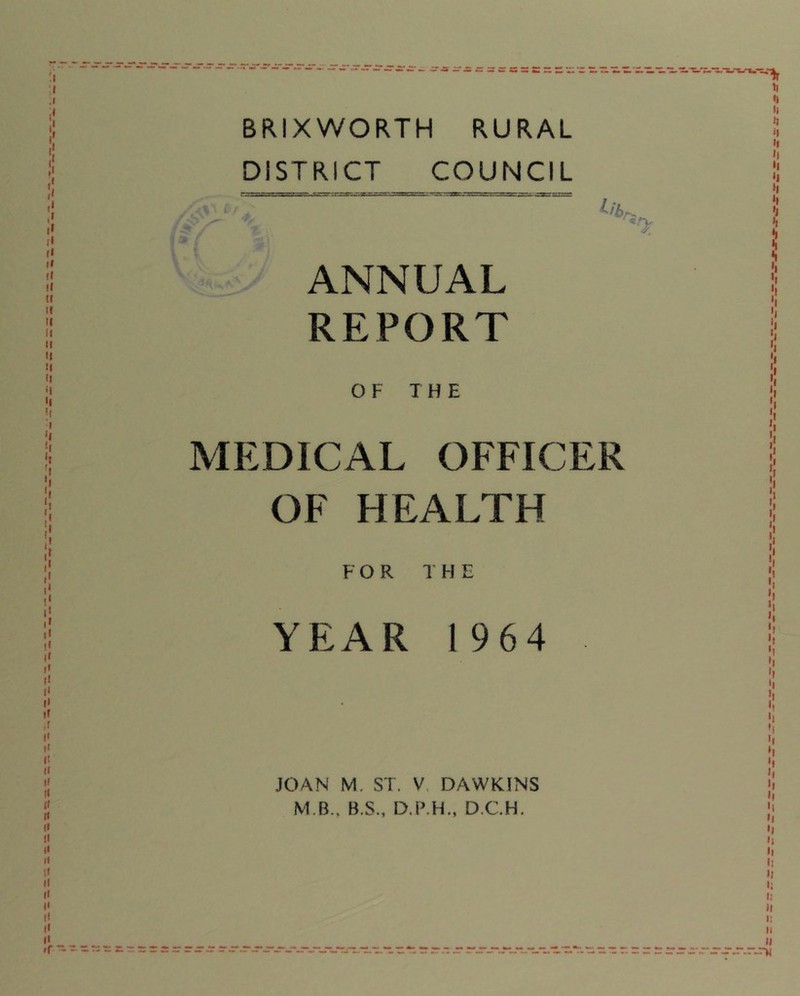 BRIXWORTH RURAL
DISTRICT COUNCIL
Library
ANNUAL
REPORT
OF THE
MEDICAL OFFICER
OF HEALTH
FOR THE
YEAR 1964
JOAN M. ST. V. DAWKINS
M.B., B.S., D.P.H., D.C.H.